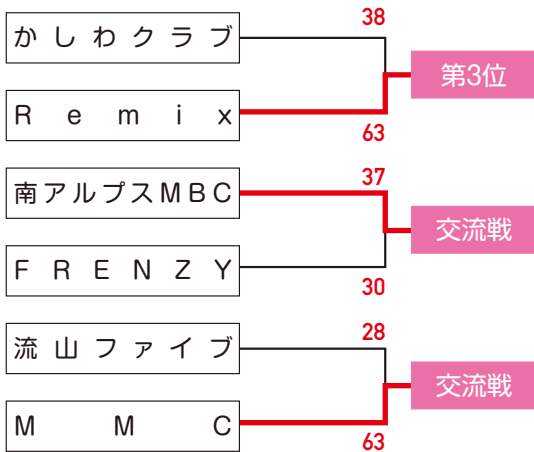 かしわクラブ
38
Remix
63
第3位
南アルプスMBC
37
FRENZY
30
交流戦
流山ファイブ
28
MMC
63
交流戦